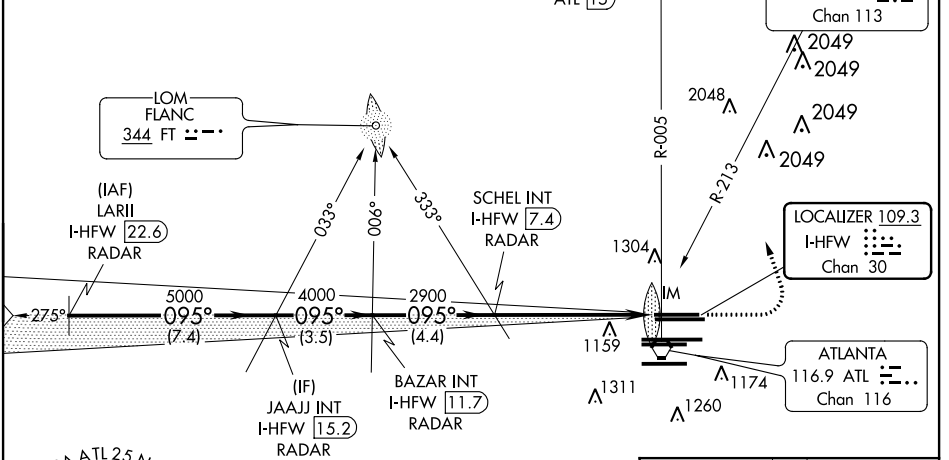 ATL 15
Chan 113
2049
2049
2048
2049
2049
LOM
FLANC
344 FT
R-005
R-213
(IAF)
LARII
I-HFW 22.6
RADAR
033°
006°
333°
SCHEL INT
I-HFW 7.4
RADAR
LOCALIZER 109.3
I-HFW
Chan 30
1304
IM
275°
5000
095°
(7.4)
4000
095°
(3.5)
2900
095°
(4.4)
1159
(IF)
JAAJJ INT
I-HFW 15.2
RADAR
BAZAR INT
I-HFW 11.7
RADAR
1311
1174
1260
ATLANTA
116.9 ATL
Chan 116
ATL 25 N